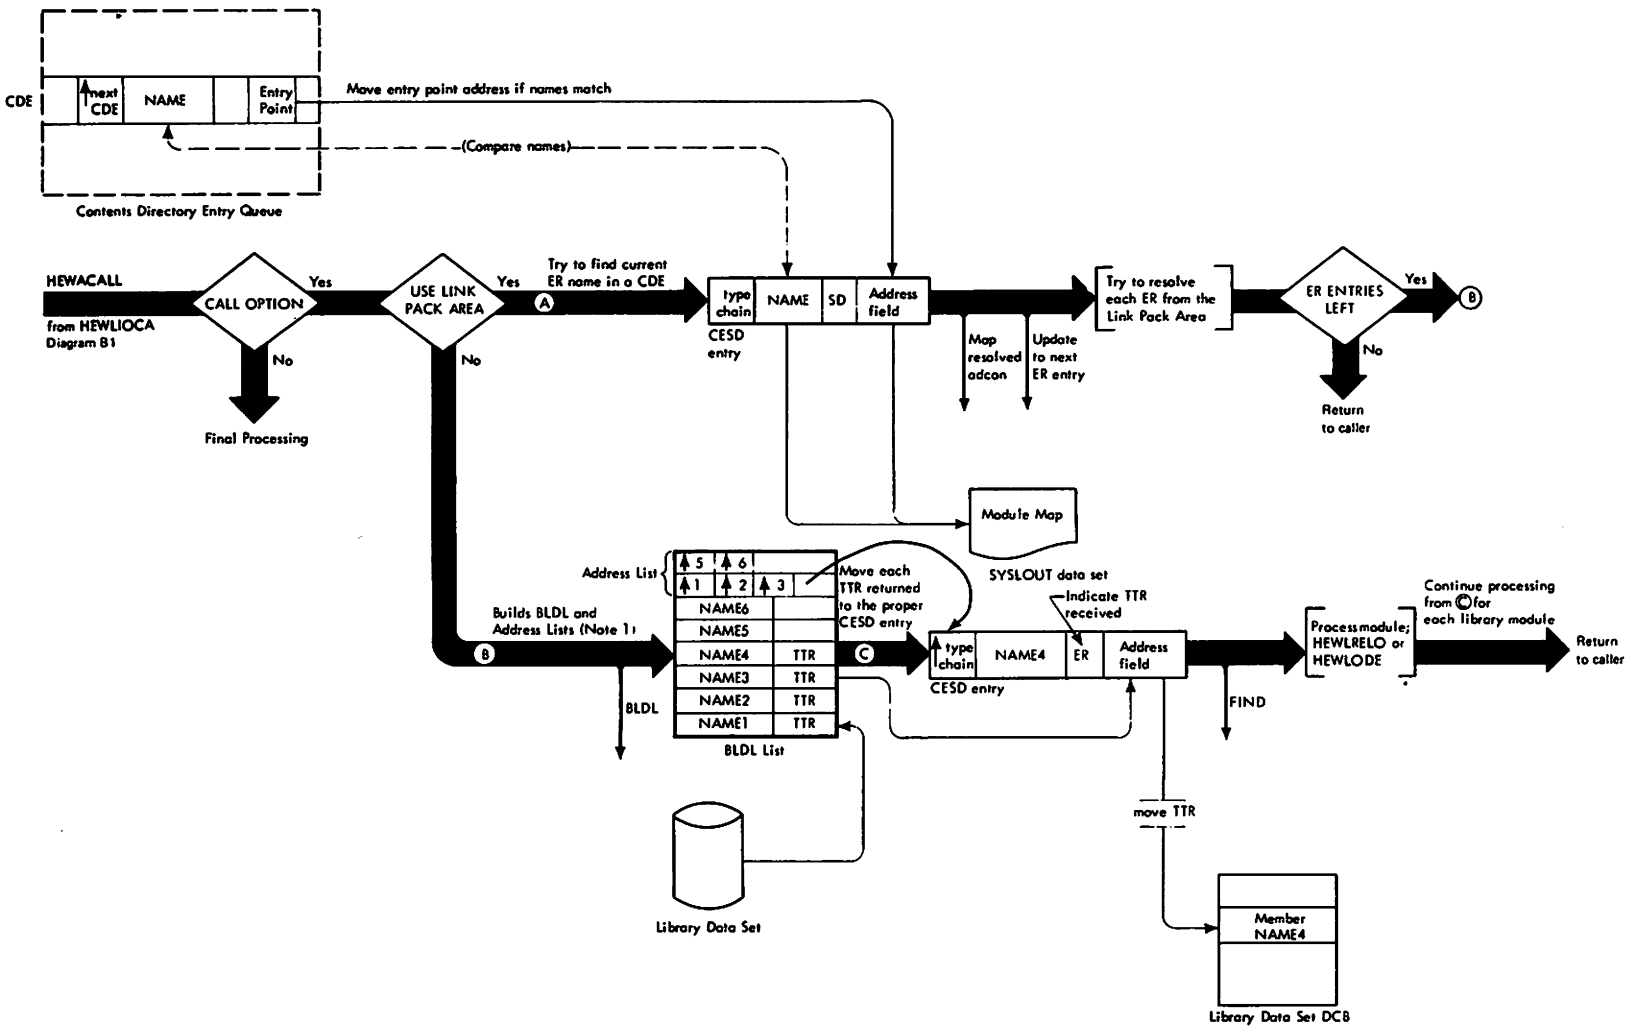 CDE
next
CDE
NAME
Entry
Point
Move entry point address if names match
(Compare names)
Contents Directory Entry Queue
HEWACALL
from HEWLIOCA
Diagram B1
CALL OPTION
Yes
No
Final Processing
USE LINK
PACK AREA
Yes
No
Try to find current
ER name in a CDE
A
type
chain
NAME
SD
Address
field
CESD
entry
Map
resolved
adcon
Update
to next
ER entry
Try to resolve
each ER from the
Link Pack Area
ER ENTRIES
LEFT
Yes
B
No
Return
to caller
Module Map
SYSLOUT data set
Address List
5
6
1
2
3
NAME6
NAME5
NAME4 TTR
NAME3 TTR
NAME2 TTR
NAME1 TTR
BLDL List
Builds BLDL and
Address Lists (Note 1)
B
BLDL
Move each
TTR returned
to the proper
CESD entry
C
Indicate TTR
received
type
chain
NAME4
ER
Address
field
CESD entry
FIND
Process module;
HEWLRELO or
HEWLODE
Continue processing
from C for
each library module
Return
to caller
move TTR
Library Data Set
Member
NAME4
Library Data Set DCB